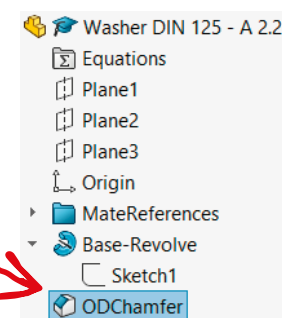 Washer DIN 125 - A 2.2
Equations
Plane1
Plane2
Plane3
Origin
MateReferences
Base-Revolve
Sketch1
ODChamfer